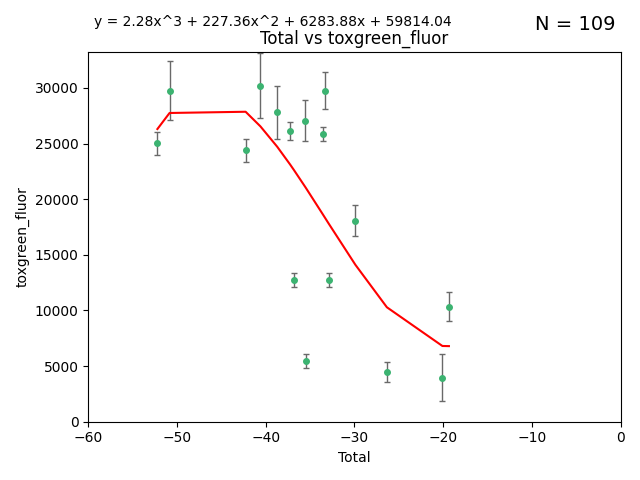 y = 2.28x^3 + 227.36x^2 + 6283.88x + 59814.04
N = 109
Total vs toxgreen_fluor
30000
25000
20000
15000
10000
5000
0
toxgreen_fluor
−60
−50
−40
−30
−20
−10
0
Total